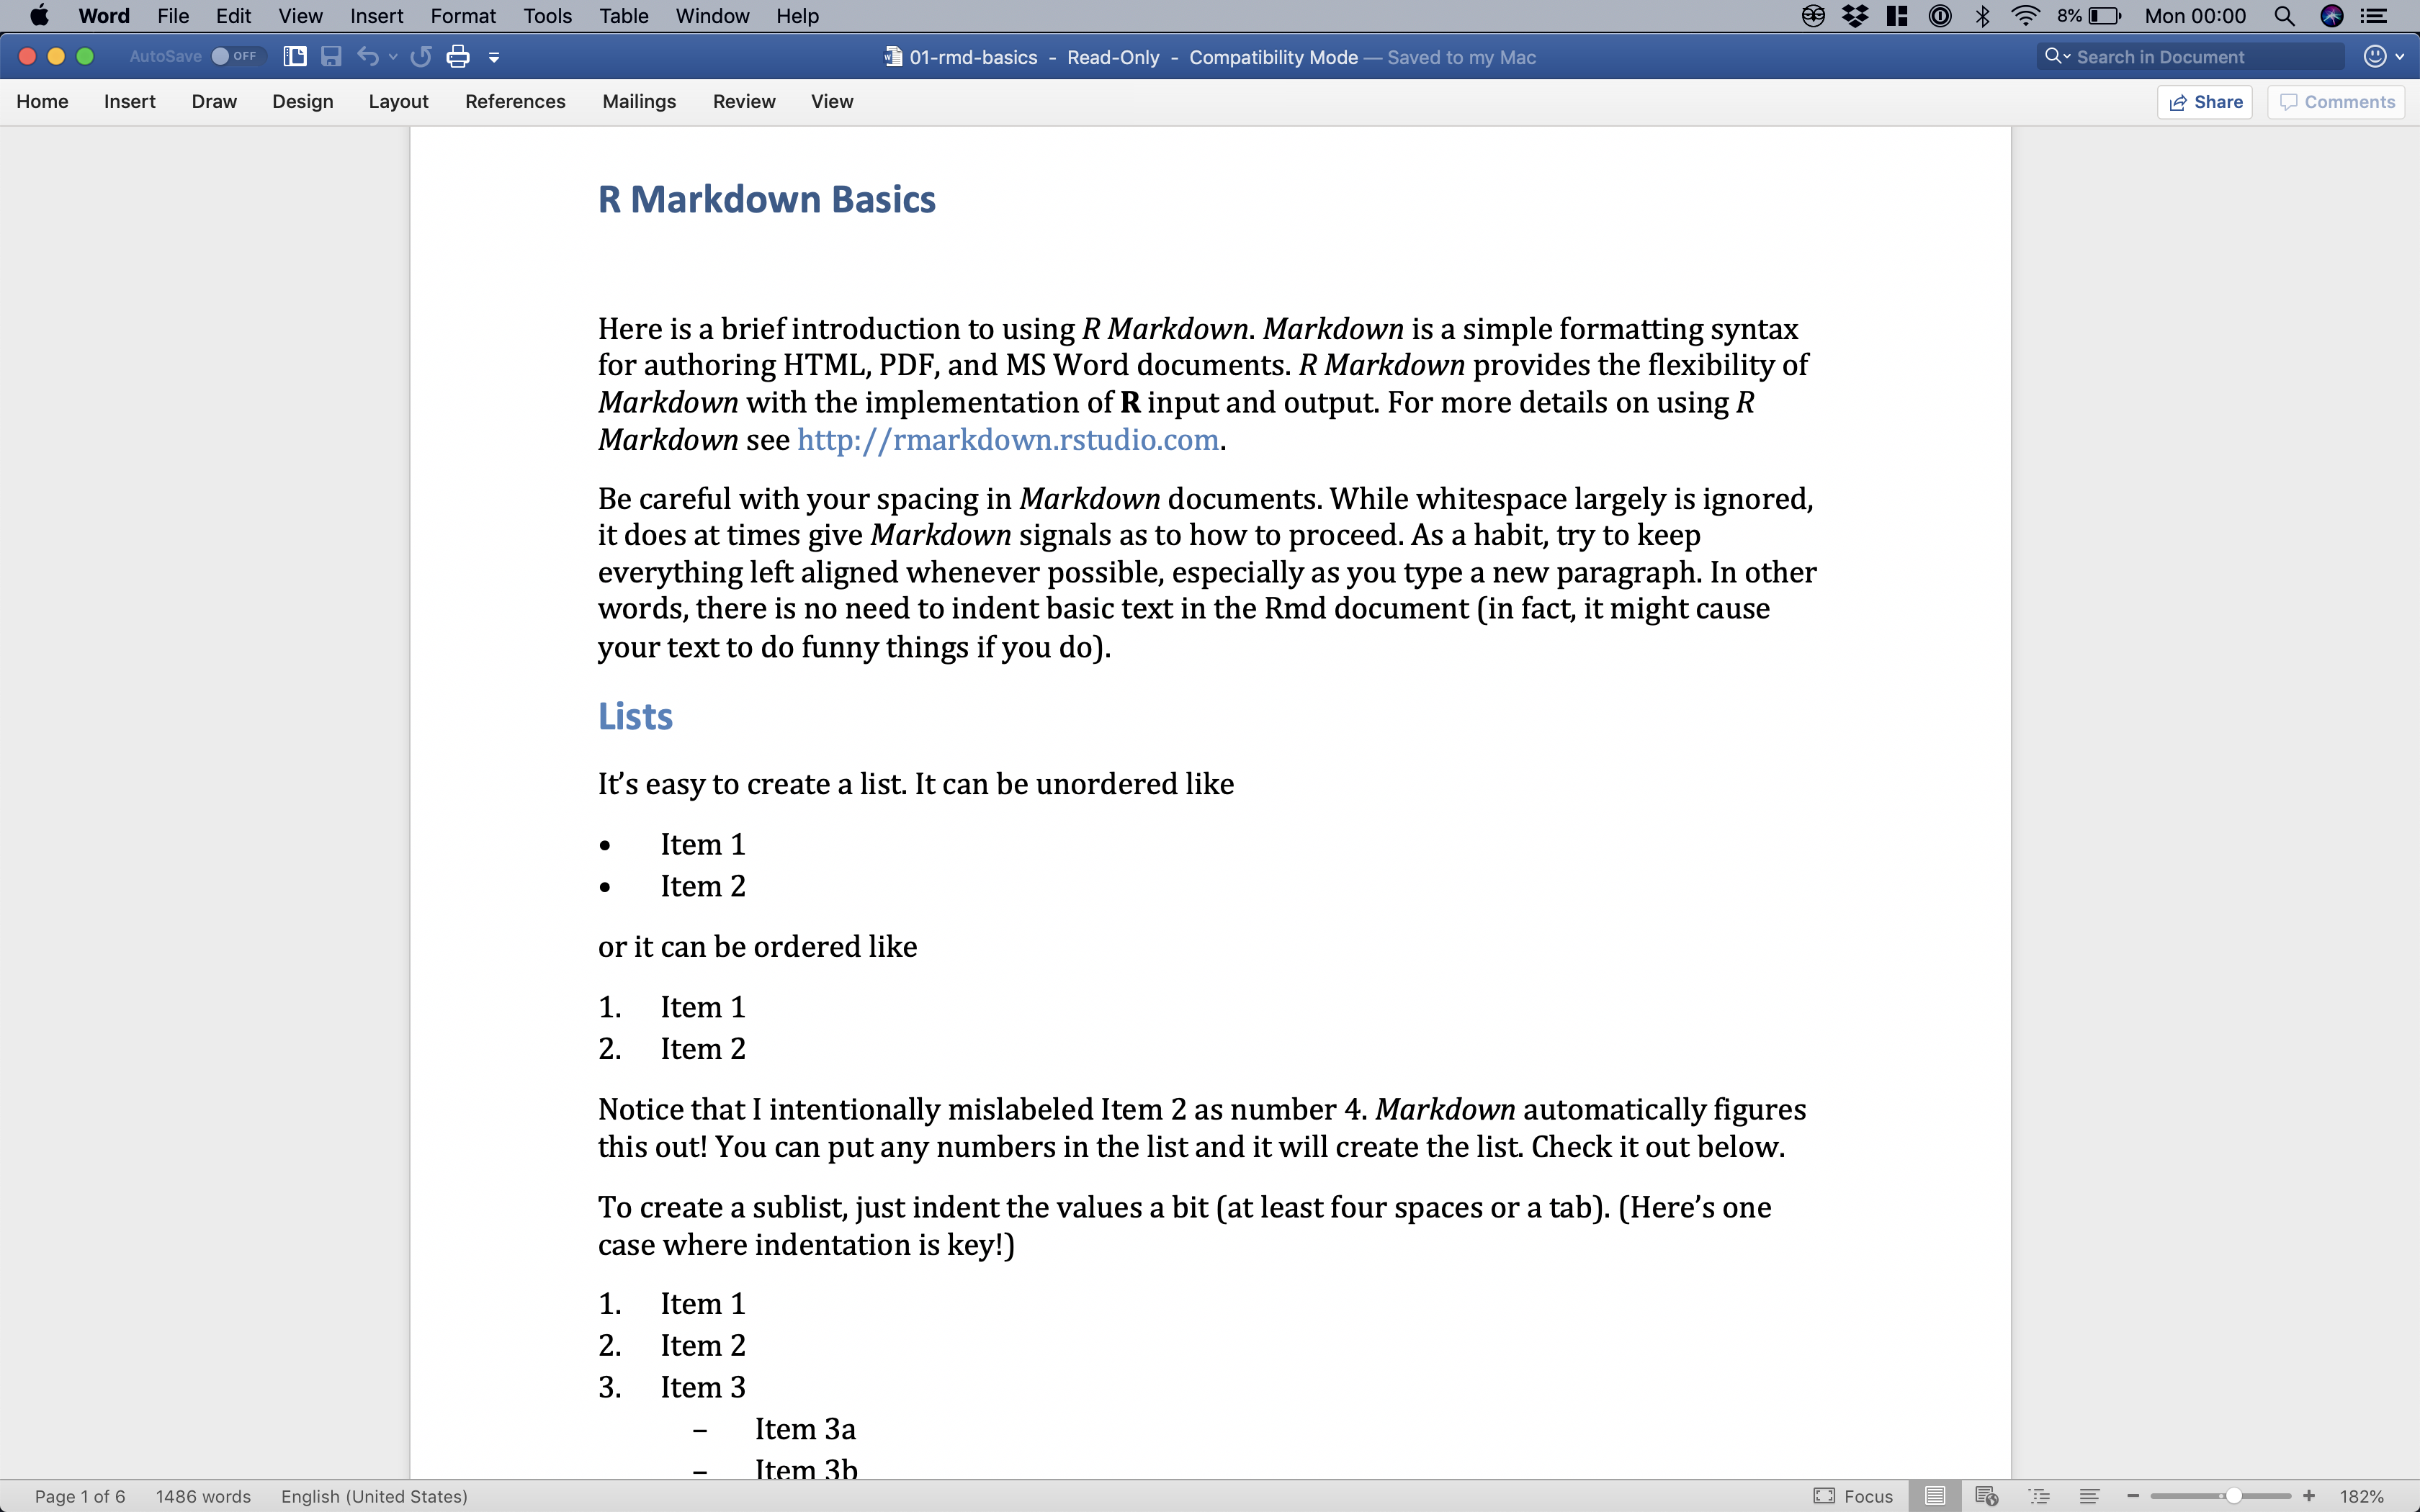 Word File Edit View Insert Format Tools Table Window Help 8% Mon 00:00
AutoSave OFF 01-rmd-basics - Read-Only - Compatibility Mode — Saved to my Mac Search in Document
Home Insert Draw Design Layout References Mailings Review View Share Comments
R Markdown Basics
Here is a brief introduction to using R Markdown. Markdown is a simple formatting syntax
for authoring HTML, PDF, and MS Word documents. R Markdown provides the flexibility of
Markdown with the implementation of R input and output. For more details on using R
Markdown see http://rmarkdown.rstudio.com.
Be careful with your spacing in Markdown documents. While whitespace largely is ignored,
it does at times give Markdown signals as to how to proceed. As a habit, try to keep
everything left aligned whenever possible, especially as you type a new paragraph. In other
words, there is no need to indent basic text in the Rmd document (in fact, it might cause
your text to do funny things if you do).
Lists
It’s easy to create a list. It can be unordered like
• Item 1
• Item 2
or it can be ordered like
1. Item 1
2. Item 2
Notice that I intentionally mislabeled Item 2 as number 4. Markdown automatically figures
this out! You can put any numbers in the list and it will create the list. Check it out below.
To create a sublist, just indent the values a bit (at least four spaces or a tab). (Here’s one
case where indentation is key!)
1. Item 1
2. Item 2
3. Item 3
– Item 3a
– Item 3b
Page 1 of 6 1486 words English (United States) Focus 182%